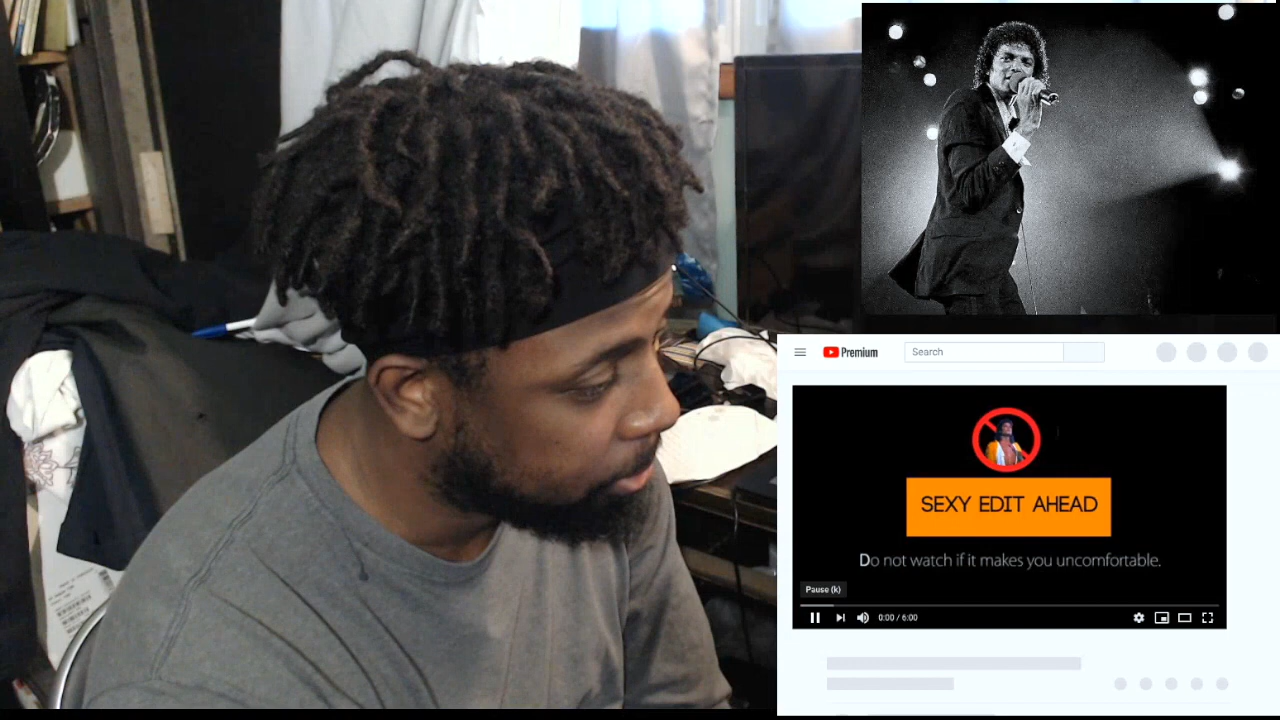 Premium
Search
SEXY EDIT AHEAD
Do not watch if it makes you uncomfortable.
Pause (k)
0:00 / 6:00